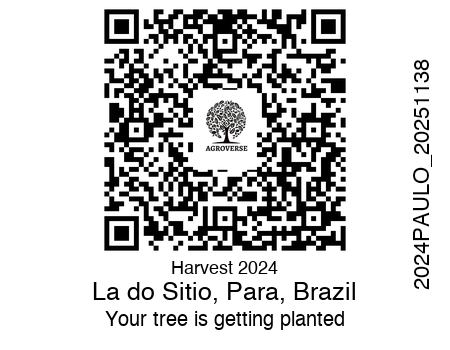 AGROVERSE
Harvest 2024
La do Sitio, Para, Brazil
Your tree is getting planted
2024PAULO_20251138